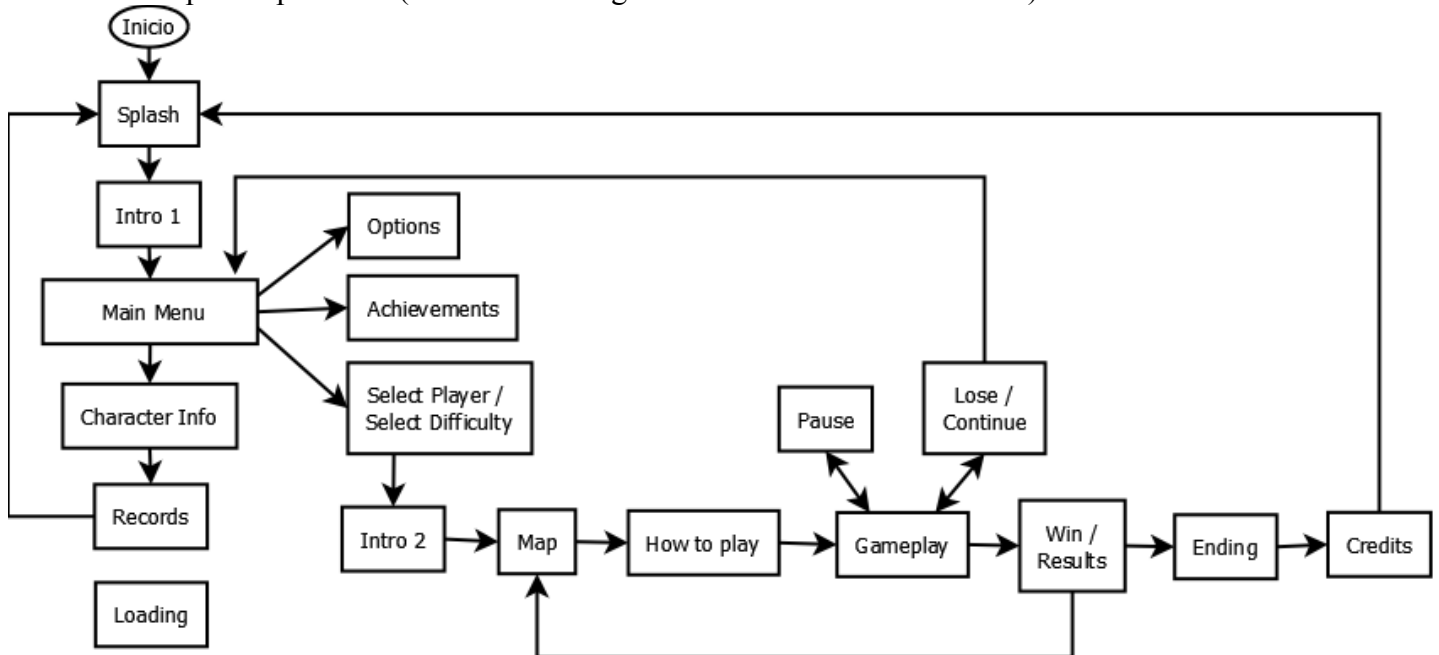 Inicio
Splash
Intro 1
Options
Main Menu
Achievements
Select Player /
Select Difficulty
Character Info
Pause
Lose /
Continue
Records
Intro 2
Map
How to play
Gameplay
Win /
Results
Ending
Credits
Loading